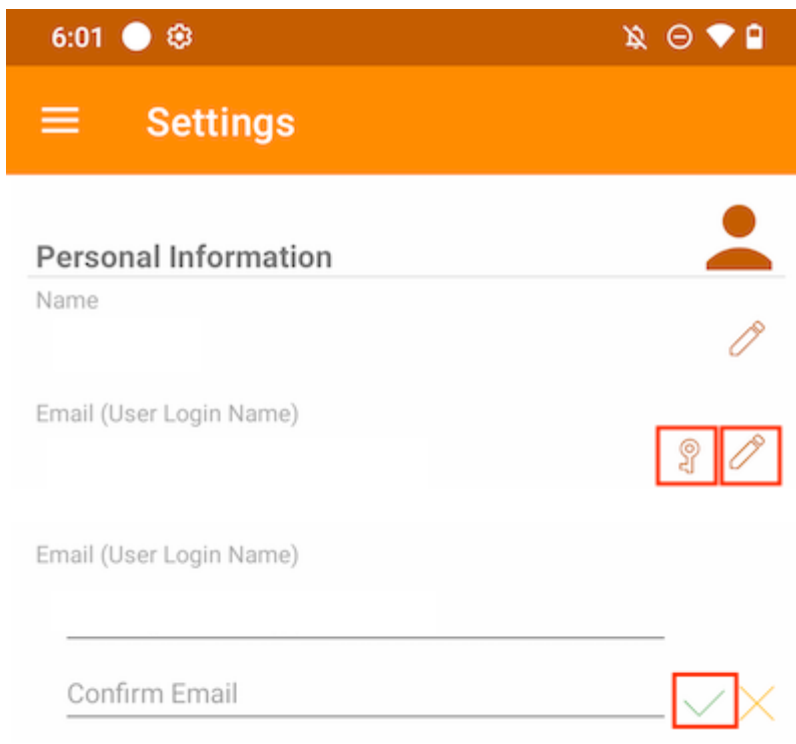 6:01
Settings
Personal Information
Name
Email (User Login Name)
Email (User Login Name)
Confirm Email